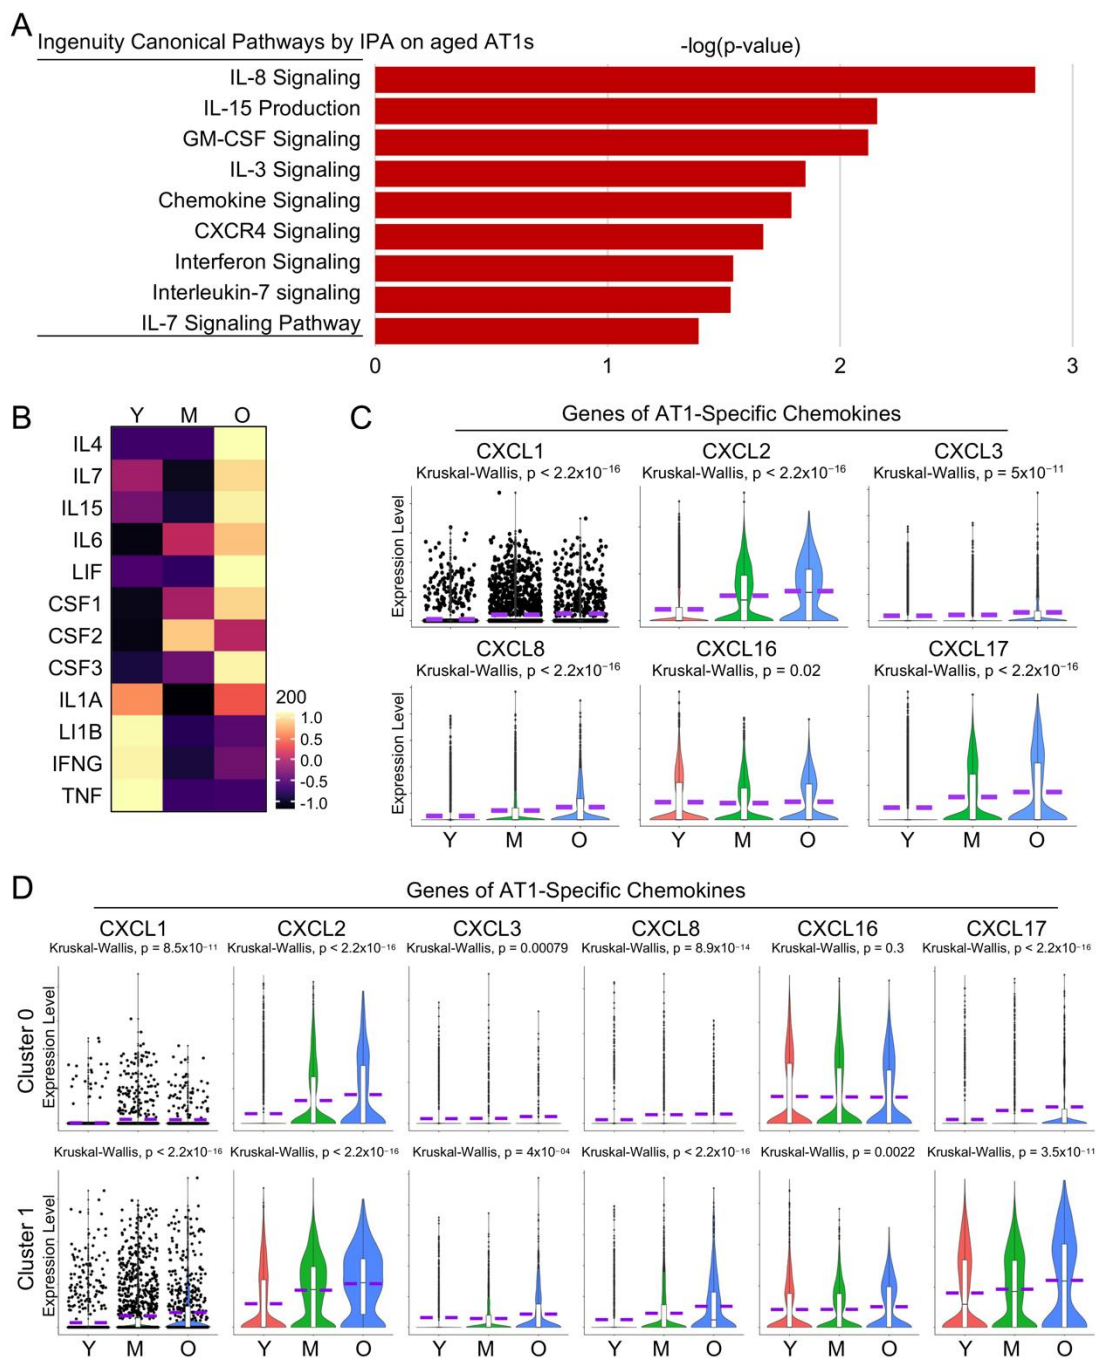 A
Ingenuity Canonical Pathways by IPA on aged AT1s
-log(p-value)
IL-8 Signaling
IL-15 Production
GM-CSF Signaling
IL-3 Signaling
Chemokine Signaling
CXCR4 Signaling
Interferon Signaling
Interleukin-7 signaling
IL-7 Signaling Pathway
0 1 2 3
B
Y M O
IL4
IL7
IL15
IL6
LIF
CSF1
CSF2
CSF3
IL1A
LI1B
IFNG
TNF
200
1.0
0.5
0.0
-0.5
-1.0
C
Genes of AT1-Specific Chemokines
CXCL1 CXCL2 CXCL3
Kruskal-Wallis, p < 2.2x10⁻¹⁶ Kruskal-Wallis, p < 2.2x10⁻¹⁶ Kruskal-Wallis, p = 5x10⁻¹¹
Expression Level
CXCL8 CXCL16 CXCL17
Kruskal-Wallis, p < 2.2x10⁻¹⁶ Kruskal-Wallis, p = 0.02 Kruskal-Wallis, p < 2.2x10⁻¹⁶
Expression Level
Y M O Y M O Y M O
D
Genes of AT1-Specific Chemokines
CXCL1 CXCL2 CXCL3 CXCL8 CXCL16 CXCL17
Kruskal-Wallis, p = 8.5x10⁻¹¹ Kruskal-Wallis, p < 2.2x10⁻¹⁶ Kruskal-Wallis, p = 0.00079 Kruskal-Wallis, p = 8.9x10⁻¹⁴ Kruskal-Wallis, p = 0.3 Kruskal-Wallis, p < 2.2x10⁻¹⁶
Cluster 0
Expression Level
Kruskal-Wallis, p < 2.2x10⁻¹⁶ Kruskal-Wallis, p < 2.2x10⁻¹⁶ Kruskal-Wallis, p = 4x10⁻⁰⁴ Kruskal-Wallis, p < 2.2x10⁻¹⁶ Kruskal-Wallis, p = 0.0022 Kruskal-Wallis, p = 3.5x10⁻¹¹
Cluster 1
Expression Level
Y M O Y M O Y M O Y M O Y M O Y M O